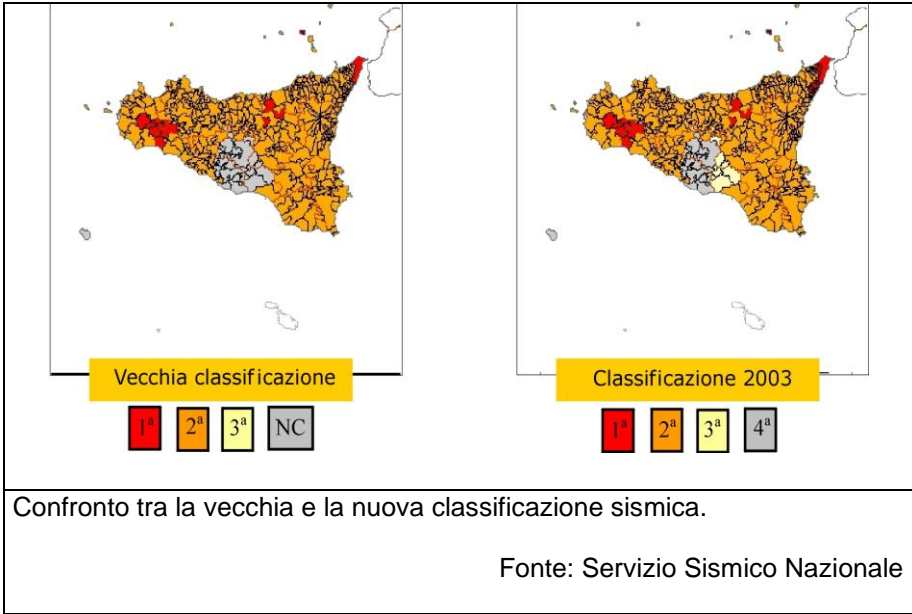 Vecchia classificazione
1ª 2ª 3ª NC
Classificazione 2003
1ª 2ª 3ª 4ª
Confronto tra la vecchia e la nuova classificazione sismica.
Fonte: Servizio Sismico Nazionale